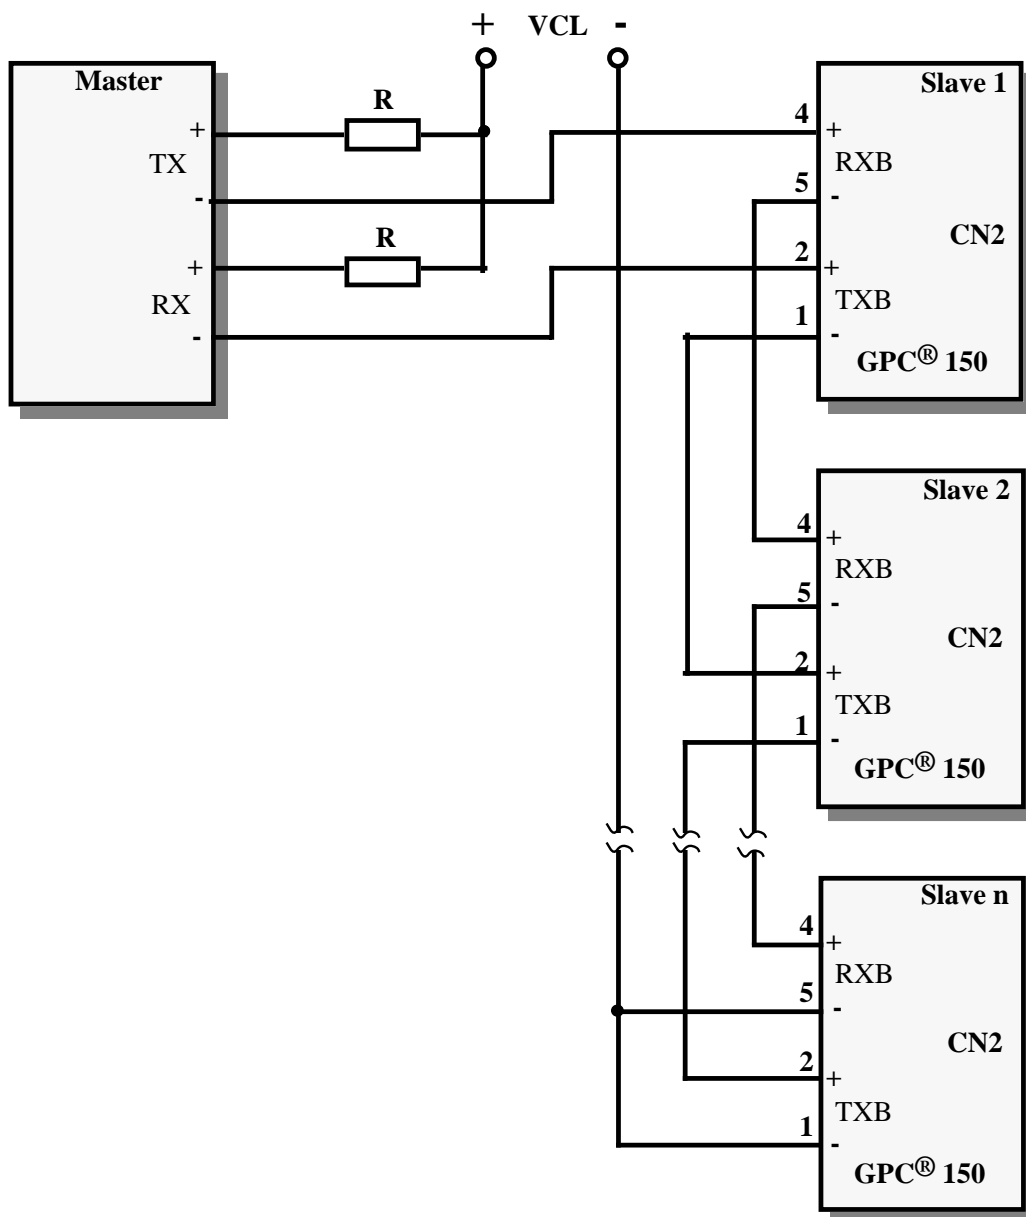 + VCL -
Master
R
+
TX
-
R
+
RX
-
Slave 1
4 +
RXB
5 -
CN2
2 +
TXB
1 -
GPC® 150
Slave 2
4 +
RXB
5 -
CN2
2 +
TXB
1 -
GPC® 150
Slave n
4 +
RXB
5 -
CN2
2 +
TXB
1 -
GPC® 150